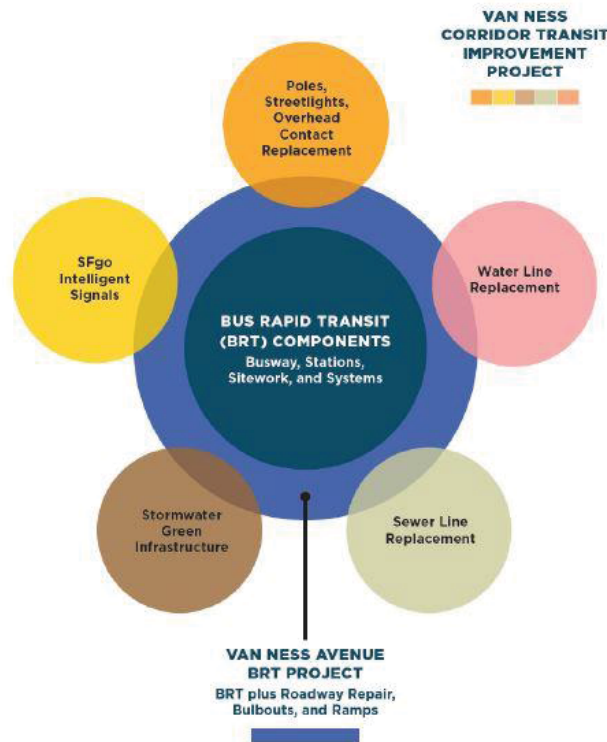 VAN NESS
CORRIDOR TRANSIT
IMPROVEMENT
PROJECT
Poles,
Streetlights,
Overhead
Contact
Replacement
SFgo
Intelligent
Signals
Water Line
Replacement
BUS RAPID TRANSIT
(BRT) COMPONENTS
Busway, Stations,
Sitework, and Systems
Stormwater
Green
Infrastructure
Sewer Line
Replacement
VAN NESS AVENUE
BRT PROJECT
BRT plus Roadway Repair,
Bulbouts, and Ramps